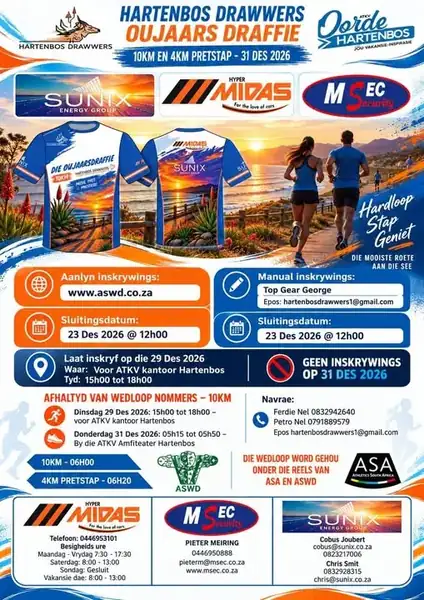 HARTENBOS DRAWWERS
HARTENBOS DRAWWERS
OUJAARS DRAFFIE
10KM EN 4KM PRETSTAP - 31 DES 2026
ATKV
Oorde
HARTENBOS
JOU VAKANSIE-INSPIRASIE
SUNIX
ENERGY GROUP
HYPER
MIDAS
For the love of cars
MSEC
Security
DIE OUJAARSDRAFFIE
MIDAS
SUNIX
Hardloop
Stap
Geniet
DIE MOOISTE ROETE
AAN DIE SEE
Aanlyn inskrywings:
www.aswd.co.za
Manual inskrywings:
Top Gear George
Epos: hartenbosdrawwers1@gmail.com
Sluitingsdatum:
23 Des 2026 @ 12h00
Sluitingsdatum:
23 Des 2026 @ 12h00
Laat inskryf op die 29 Des 2026
Waar: Voor ATKV kantoor Hartenbos
Tyd: 15h00 tot 18h00
GEEN INSKRYWINGS
OP 31 DES 2026
AFHALTYD VAN WEDLOOP NOMMERS – 10KM
Dinsdag 29 Des 2026: 15h00 tot 18h00 –
voor ATKV kantoor Hartenbos
Donderdag 31 Des 2026: 05h15 tot 05h50 –
By die ATKV Amfiteater Hartenbos
Navrae:
Ferdie Nel 0832942640
Petro Nel 0791889579
Epos hartenbosdrawwers1@gmail.com
10KM – 06H00
4KM PRETSTAP – 06H20
ASWD
DIE WEDLOOP WORD GEHOU
ONDER DIE REELS VAN
ASA EN ASWD
ASA
ATHLETICS SOUTH AFRICA
HYPER
MIDAS
For the love of cars
Telefoon: 0446953101
Besigheids ure
Maandag - Vrydag 7:30 - 17:30
Saterdag: 8:00 - 13:00
Sondag: Gesluit
Vakansie dae: 8:00 - 13:00
MSEC
Security
PIETER MEIRING
0446950888
pieterm@msec.co.za
www.msec.co.za
SUNIX
ENERGY GROUP
Cobus Joubert
cobus@sunix.co.za
0823217006
Chris Smit
0832928315
chris@sunix.co.za